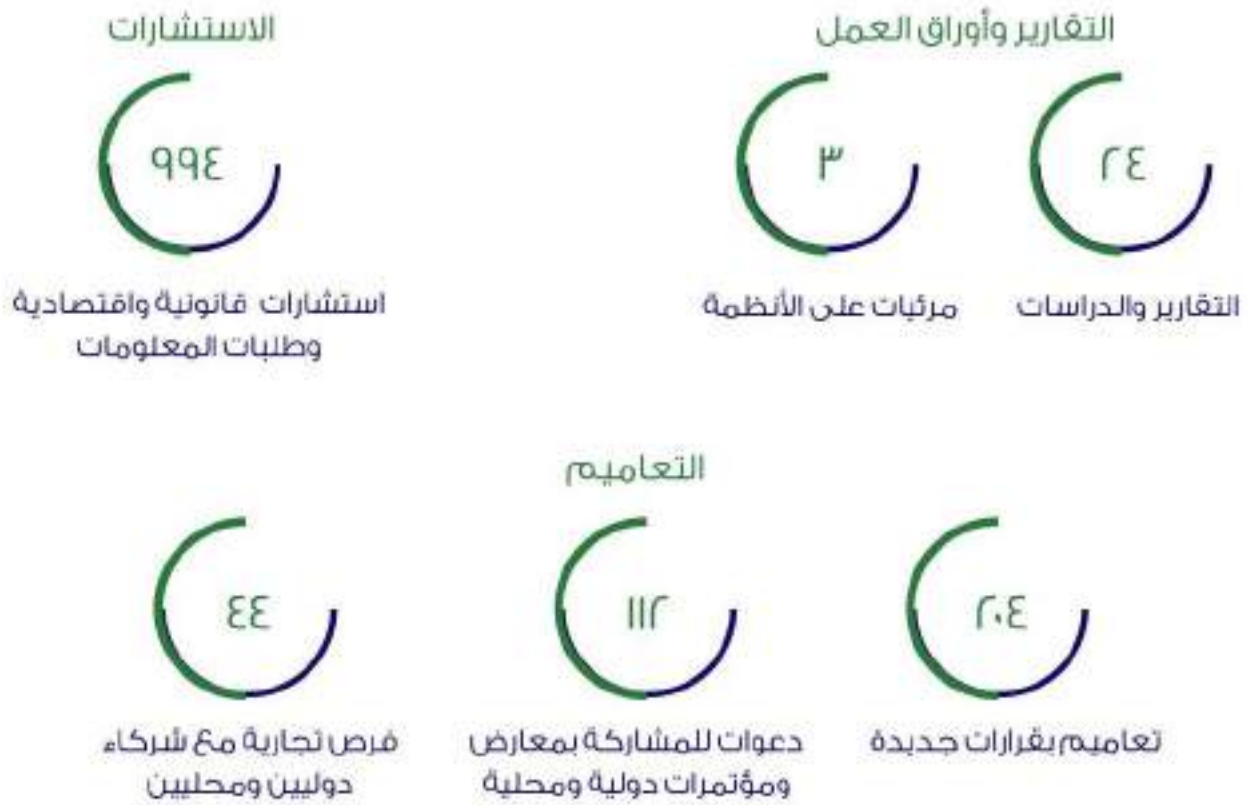 التقارير وأوراق العمل
٢٤
التقارير والدراسات
٣
مرئيات على الأنظمة
الاستشارات
٩٩٤
استشارات قانونية واقتصادية
وطلبات المعلومات
التعاميم
٢٠٤
تعاميم بقرارات جديدة
١١٢
دعوات للمشاركة بمعارض
ومؤتمرات دولية ومحلية
٤٤
فرص تجارية مع شركاء
دوليين ومحليين